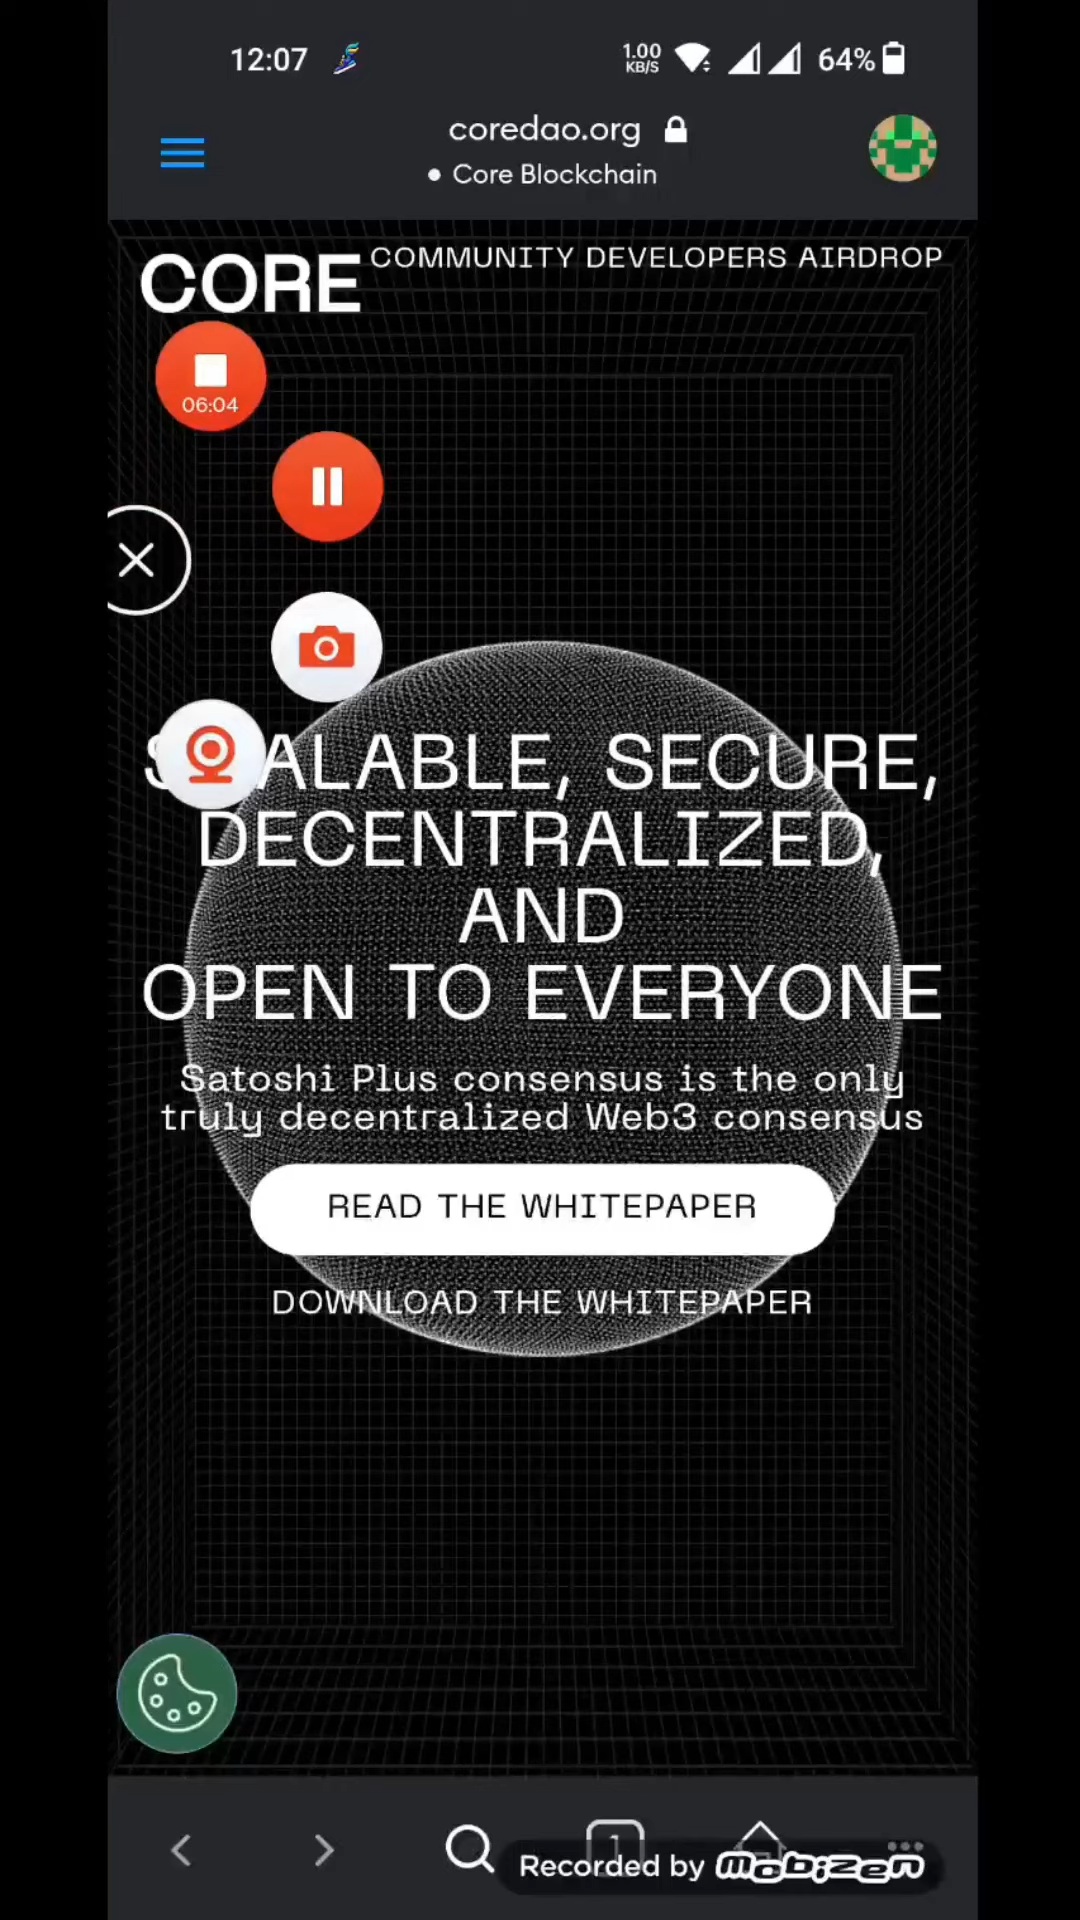 12:07
1.00
KB/S
64%
coredao.org
Core Blockchain
CORE
COMMUNITY DEVELOPERS AIRDROP
06:04
SCALABLE, SECURE,
DECENTRALIZED,
AND
OPEN TO EVERYONE
Satoshi Plus consensus is the only
truly decentralized Web3 consensus
READ THE WHITEPAPER
DOWNLOAD THE WHITEPAPER
1
Recorded by mobizen